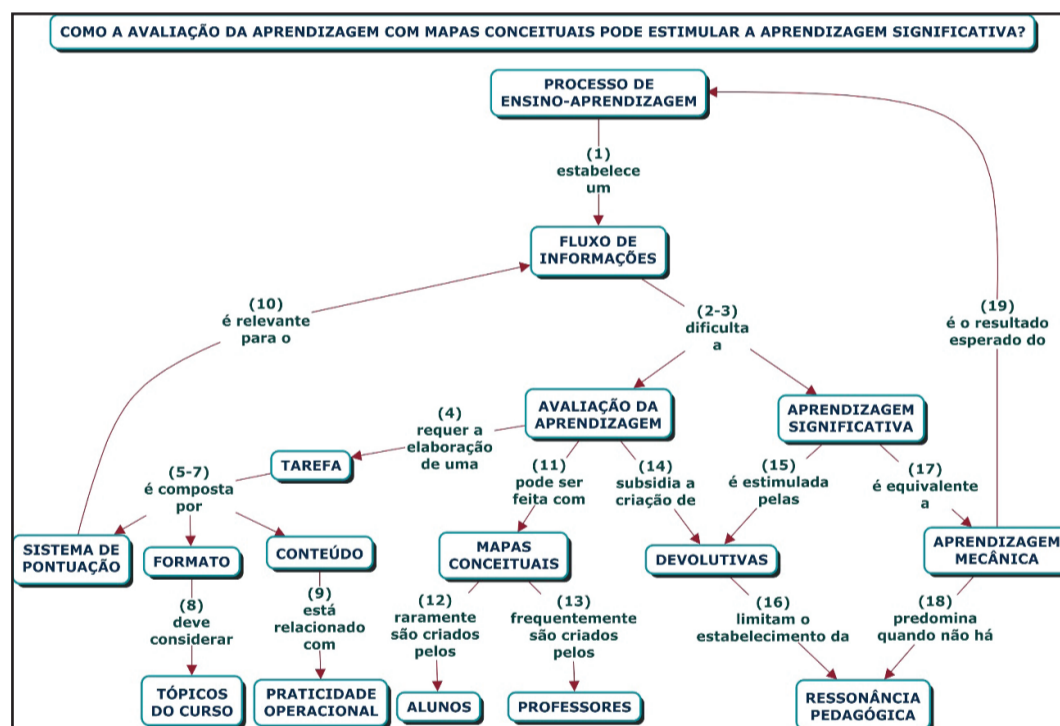 COMO A AVALIAÇÃO DA APRENDIZAGEM COM MAPAS CONCEITUAIS PODE ESTIMULAR A APRENDIZAGEM SIGNIFICATIVA?
PROCESSO DE
ENSINO-APRENDIZAGEM
(1)
estabelece
um
FLUXO DE
INFORMAÇÕES
(10)
é relevante
para o
(2-3)
dificulta
a
(19)
é o resultado
esperado do
AVALIAÇÃO DA
APRENDIZAGEM
APRENDIZAGEM
SIGNIFICATIVA
(4)
requer a
elaboração
de uma
TAREFA
(5-7)
é composta
por
(11)
pode ser
feita com
(14)
subsidia a
criação de
(15)
é estimulada
pelas
(17)
é equivalente
a
SISTEMA DE
PONTUAÇÃO
FORMATO
CONTEÚDO
MAPAS
CONCEITUAIS
DEVOLUTIVAS
APRENDIZAGEM
MECÂNICA
(8)
deve
considerar
(9)
está
relacionado
com
(12)
raramente
são criados
pelos
(13)
frequentemente
são criados
pelos
(16)
limitam o
estabelecimento da
(18)
predomina
quando não há
TÓPICOS
DO CURSO
PRATICIDADE
OPERACIONAL
ALUNOS
PROFESSORES
RESSONÂNCIA
PEDAGÓGICA